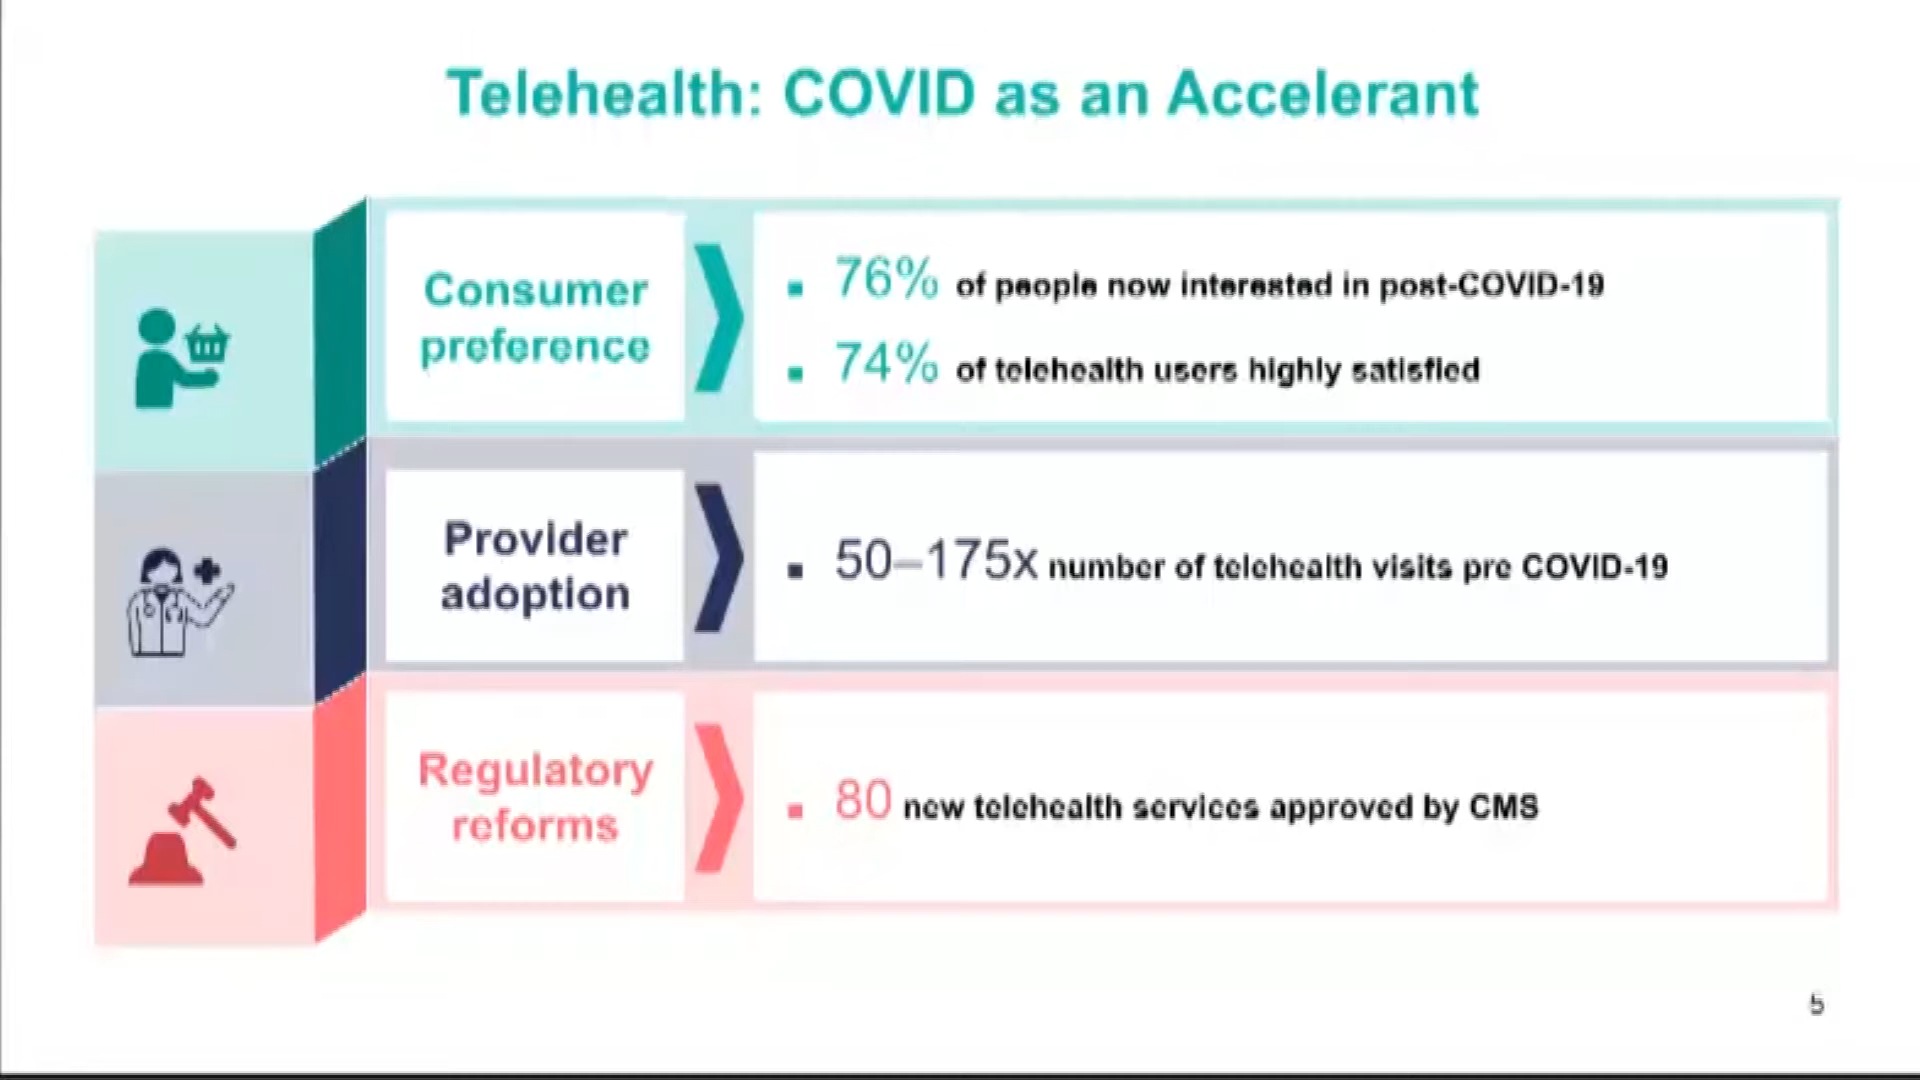 Telehealth: COVID as an Accelerant
Consumer
preference
76% of people now interested in post-COVID-19
74% of telehealth users highly satisfied
Provider
adoption
50–175x number of telehealth visits pre COVID-19
Regulatory
reforms
80 new telehealth services approved by CMS
5